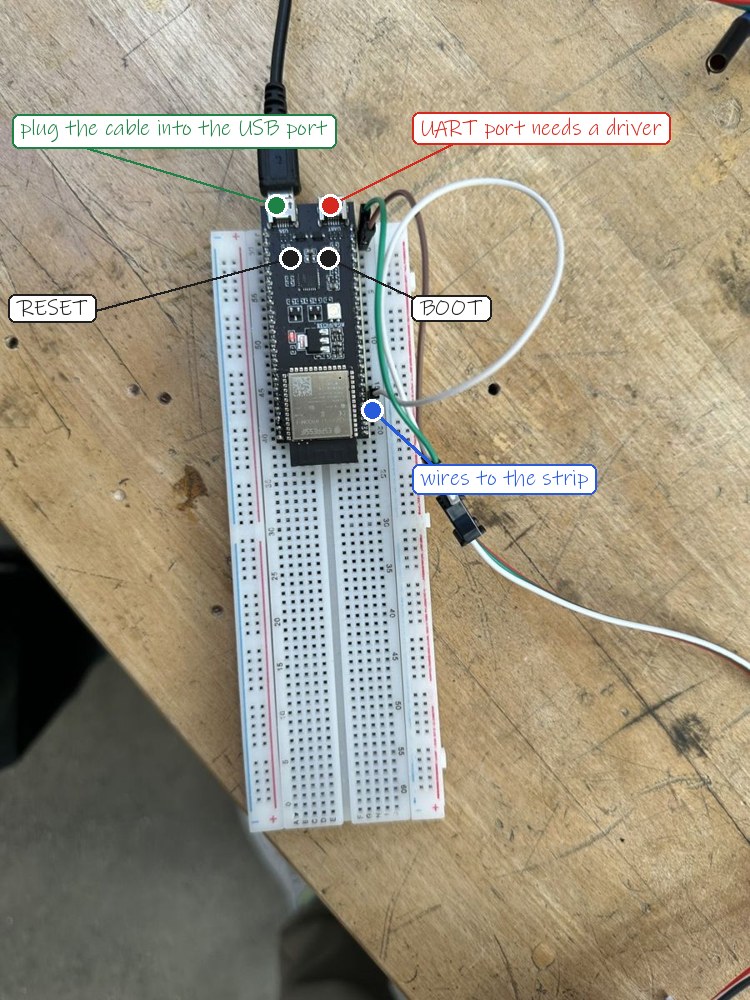 plug the cable into the USB port
UART port needs a driver
RESET
BOOT
wires to the strip